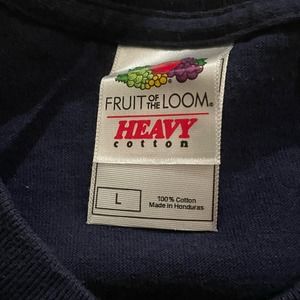 FRUIT OF THE LOOM®
HEAVY
cotton
L
100% Cotton
Made in Honduras